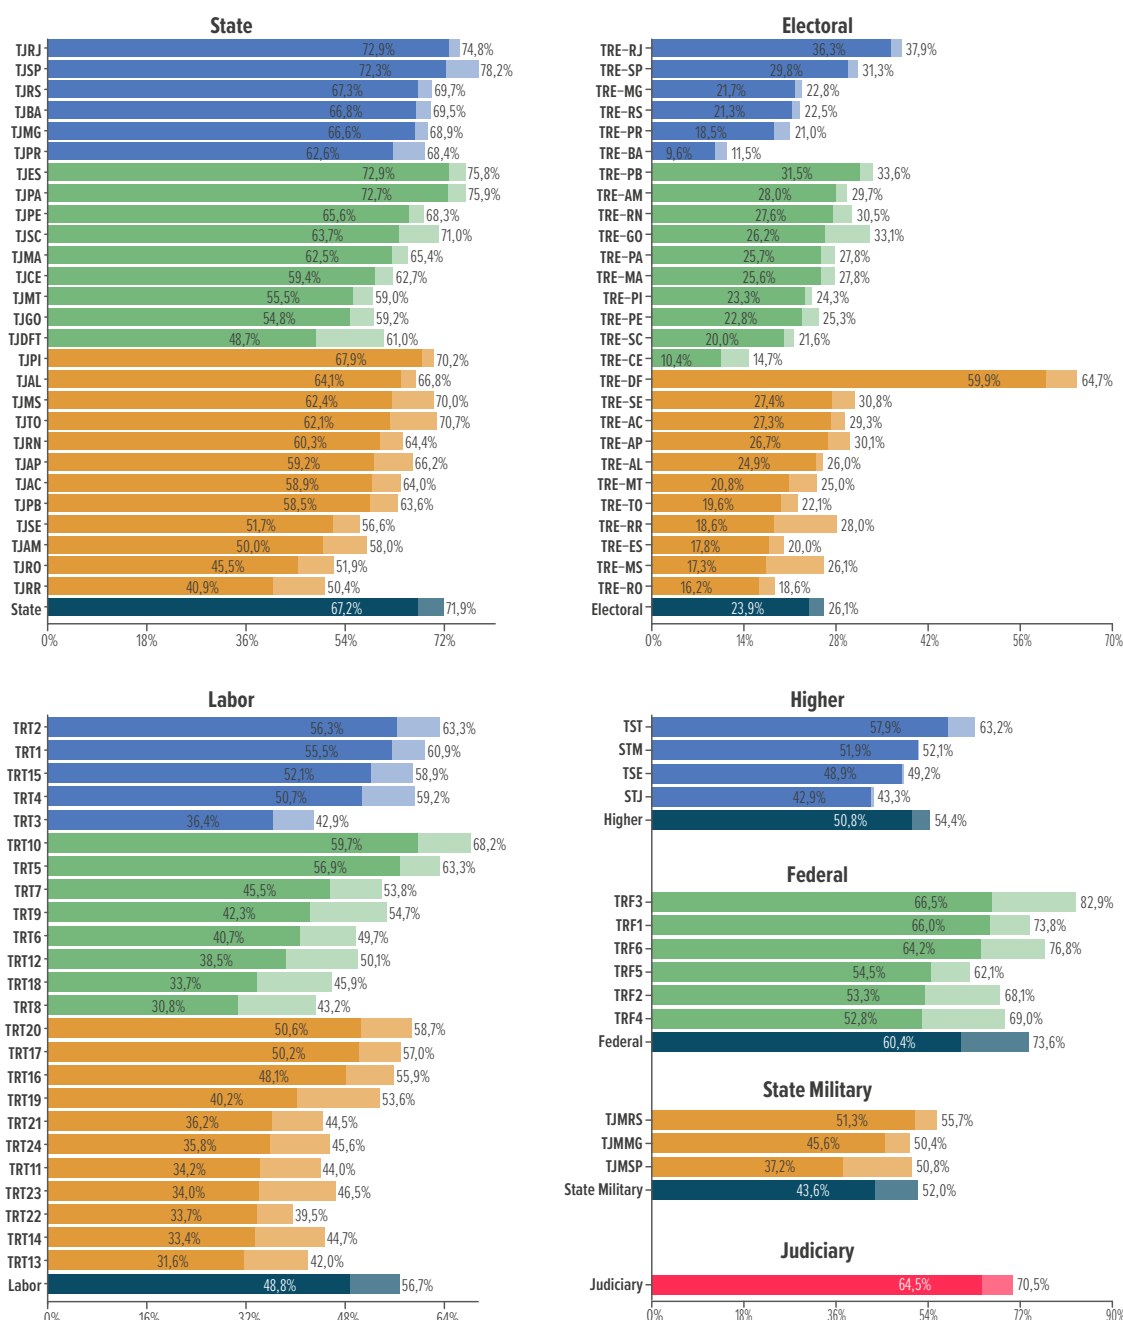 State
TJRJ 72,9% 74,8%
TJSP 72,3% 78,2%
TJRS 67,3% 69,7%
TJBA 66,8% 69,5%
TJMG 66,6% 68,9%
TJPR 62,6% 68,4%
TJES 72,9% 75,8%
TJPA 72,7% 75,9%
TJPE 65,6% 68,3%
TJSC 63,7% 71,0%
TJMA 62,5% 65,4%
TJCE 59,4% 62,7%
TJMT 55,5% 59,0%
TJGO 54,8% 59,2%
TJDFT 48,7% 61,0%
TJPI 67,9% 70,2%
TJAL 64,1% 66,8%
TJMS 62,4% 70,0%
TJTO 62,1% 70,7%
TJRN 60,3% 64,4%
TJAP 59,2% 66,2%
TJAC 58,9% 64,0%
TJPB 58,5% 63,6%
TJSE 51,7% 56,6%
TJAM 50,0% 58,0%
TJRO 45,5% 51,9%
TJRR 40,9% 50,4%
State 67,2% 71,9%
0% 18% 36% 54% 72%
Electoral
TRE-RJ 36,3% 37,9%
TRE-SP 29,8% 31,3%
TRE-MG 21,7% 22,8%
TRE-RS 21,3% 22,5%
TRE-PR 18,5% 21,0%
TRE-BA 9,6% 11,5%
TRE-PB 31,5% 33,6%
TRE-AM 28,0% 29,7%
TRE-RN 27,6% 30,5%
TRE-GO 26,2% 33,1%
TRE-PA 25,7% 27,8%
TRE-MA 25,6% 27,8%
TRE-PI 23,3% 24,3%
TRE-PE 22,8% 25,3%
TRE-SC 20,0% 21,6%
TRE-CE 10,4% 14,7%
TRE-DF 59,9% 64,7%
TRE-SE 27,4% 30,8%
TRE-AC 27,3% 29,3%
TRE-AP 26,7% 30,1%
TRE-AL 24,9% 26,0%
TRE-MT 20,8% 25,0%
TRE-TO 19,6% 22,1%
TRE-RR 18,6% 28,0%
TRE-ES 17,8% 20,0%
TRE-MS 17,3% 26,1%
TRE-RO 16,2% 18,6%
Electoral 23,9% 26,1%
0% 14% 28% 42% 56% 70%
Labor
TRT2 56,3% 63,3%
TRT1 55,5% 60,9%
TRT15 52,1% 58,9%
TRT4 50,7% 59,2%
TRT3 36,4% 42,9%
TRT10 59,7% 68,2%
TRT5 56,9% 63,3%
TRT7 45,5% 53,8%
TRT9 42,3% 54,7%
TRT6 40,7% 49,7%
TRT12 38,5% 50,1%
TRT18 33,7% 45,9%
TRT8 30,8% 43,2%
TRT20 50,6% 58,7%
TRT17 50,2% 57,0%
TRT16 48,1% 55,9%
TRT19 40,2% 53,6%
TRT21 36,2% 44,5%
TRT24 35,8% 45,6%
TRT11 34,2% 44,0%
TRT23 34,0% 46,5%
TRT22 33,7% 39,5%
TRT14 33,4% 44,7%
TRT13 31,6% 42,0%
Labor 48,8% 56,7%
0% 16% 32% 48% 64%
Higher
TST 57,9% 63,2%
STM 51,9% 52,1%
TSE 48,9% 49,2%
STJ 42,9% 43,3%
Higher 50,8% 54,4%
Federal
TRF3 66,5% 82,9%
TRF1 66,0% 73,8%
TRF6 64,2% 76,8%
TRF5 54,5% 62,1%
TRF2 53,3% 68,1%
TRF4 52,8% 69,0%
Federal 60,4% 73,6%
State Military
TJMRS 51,3% 55,7%
TJMMG 45,6% 50,4%
TJMSP 37,2% 50,8%
State Military 43,6% 52,0%
Judiciary
Judiciary 64,5% 70,5%
0% 18% 36% 54% 72% 90%